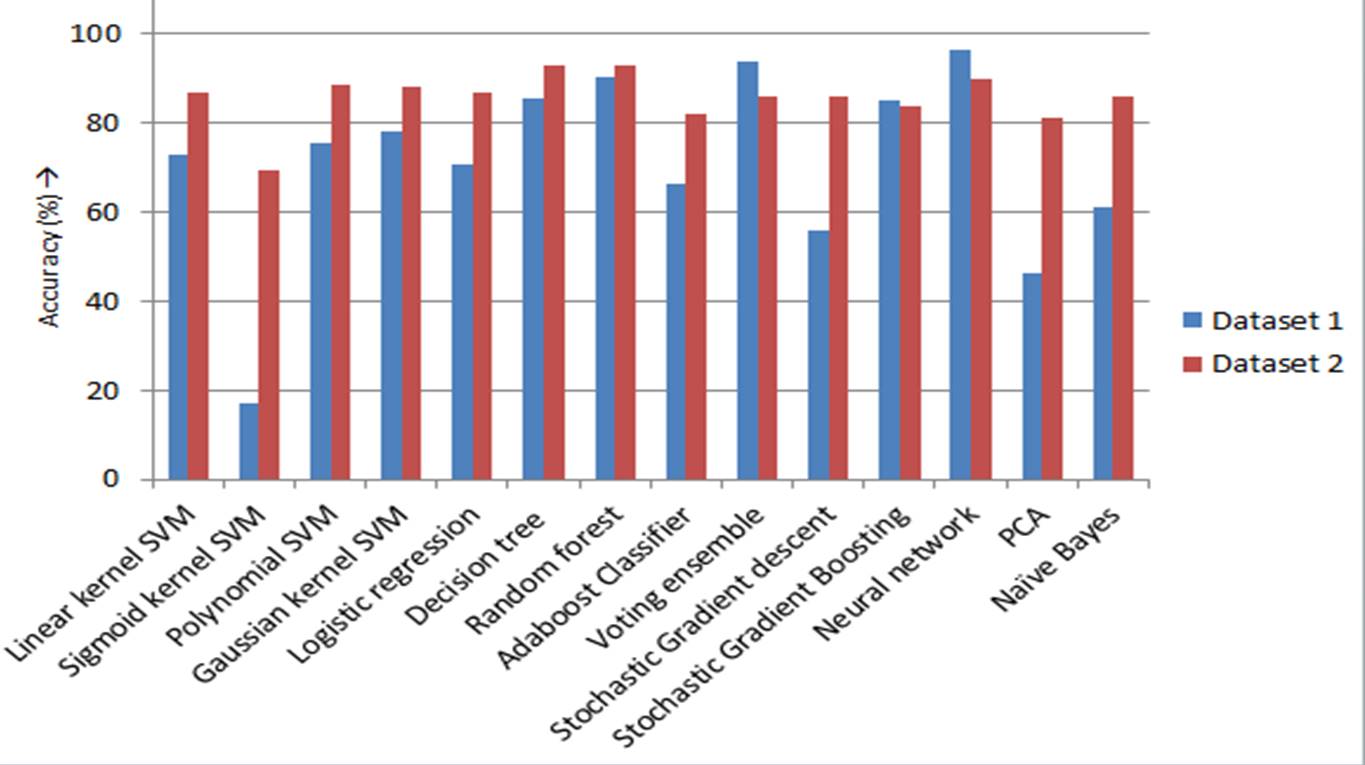 100
80
60
40
20
0
Accuracy (%) →
Linear kernel SVM
Sigmoid kernel SVM
Polynomial SVM
Gaussian kernel SVM
Logistic regression
Decision tree
Random forest
Adaboost Classifier
Voting ensemble
Stochastic Gradient descent
Stochastic Gradient Boosting
Neural network
PCA
Naïve Bayes
Dataset 1
Dataset 2